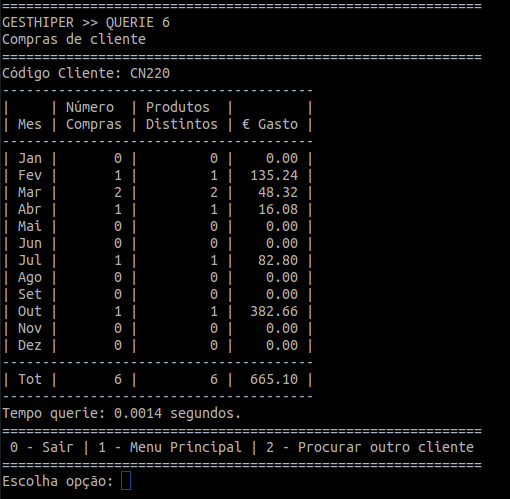 ============================================================
GESTHIPER >> QUERIE 6
Compras de cliente
============================================================
Código Cliente: CN220
---------------------------------------
|     | Número  | Produtos  |         |
| Mes | Compras | Distintos | € Gasto |
---------------------------------------
| Jan |       0 |         0 |    0.00 |
| Fev |       1 |         1 |  135.24 |
| Mar |       2 |         2 |   48.32 |
| Abr |       1 |         1 |   16.08 |
| Mai |       0 |         0 |    0.00 |
| Jun |       0 |         0 |    0.00 |
| Jul |       1 |         1 |   82.80 |
| Ago |       0 |         0 |    0.00 |
| Set |       0 |         0 |    0.00 |
| Out |       1 |         1 |  382.66 |
| Nov |       0 |         0 |    0.00 |
| Dez |       0 |         0 |    0.00 |
---------------------------------------
| Tot |       6 |         6 |  665.10 |
---------------------------------------
Tempo querie: 0.0014 segundos.
============================================================
 0 - Sair | 1 - Menu Principal | 2 - Procurar outro cliente
============================================================
Escolha opção: